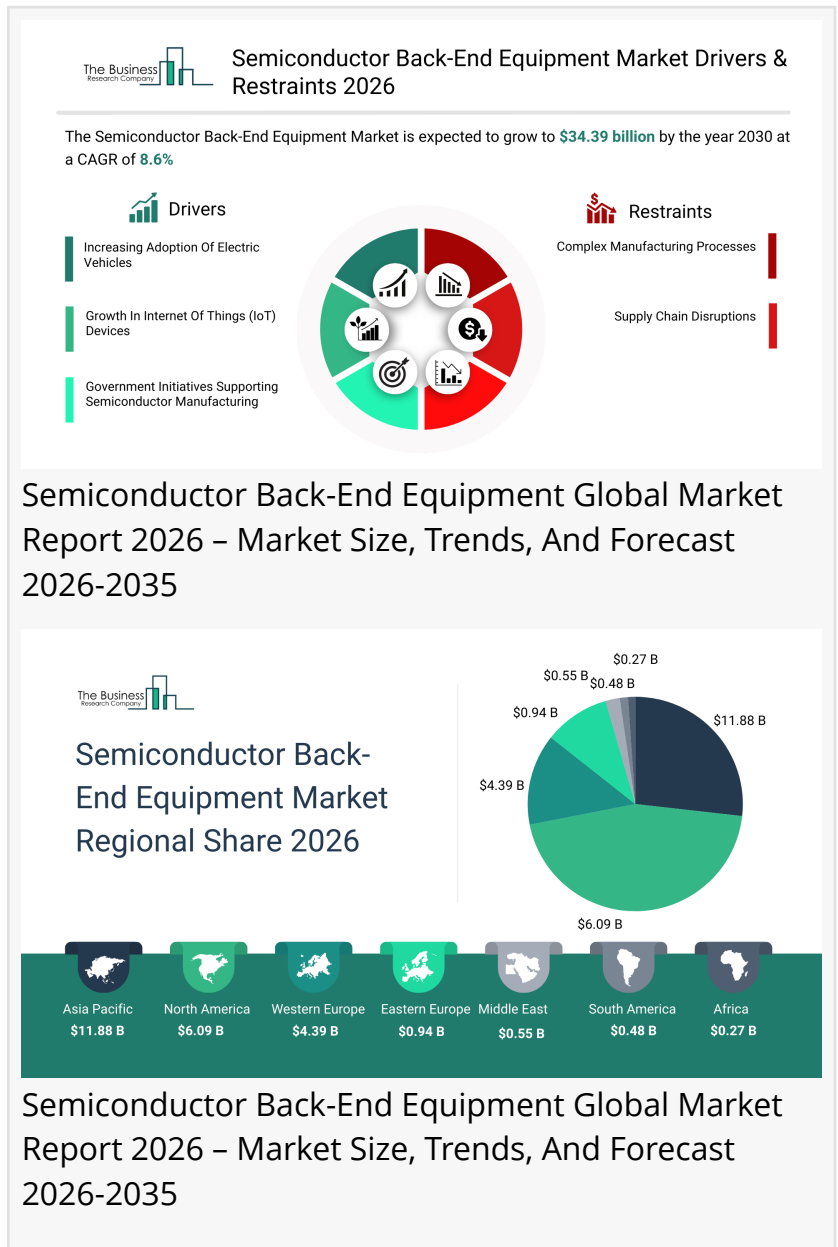 The Business
Research Company
Semiconductor Back-End Equipment Market Drivers &
Restraints 2026
The Semiconductor Back-End Equipment Market is expected to grow to $34.39 billion by the year 2030 at
a CAGR of 8.6%
Drivers
Increasing Adoption Of Electric
Vehicles
Growth In Internet Of Things (IoT)
Devices
Government Initiatives Supporting
Semiconductor Manufacturing
$
Restraints
Complex Manufacturing Processes
Supply Chain Disruptions
$
Semiconductor Back-End Equipment Global Market
Report 2026 – Market Size, Trends, And Forecast
2026-2035
The Business
Research Company
Semiconductor Back-
End Equipment Market
Regional Share 2026
$0.27 B
$0.55 B
$0.48 B
$0.94 B
$11.88 B
$4.39 B
$6.09 B
Asia Pacific
$11.88 B
North America
$6.09 B
Western Europe
$4.39 B
Eastern Europe
$0.94 B
Middle East
$0.55 B
South America
$0.48 B
Africa
$0.27 B
Semiconductor Back-End Equipment Global Market
Report 2026 – Market Size, Trends, And Forecast
2026-2035